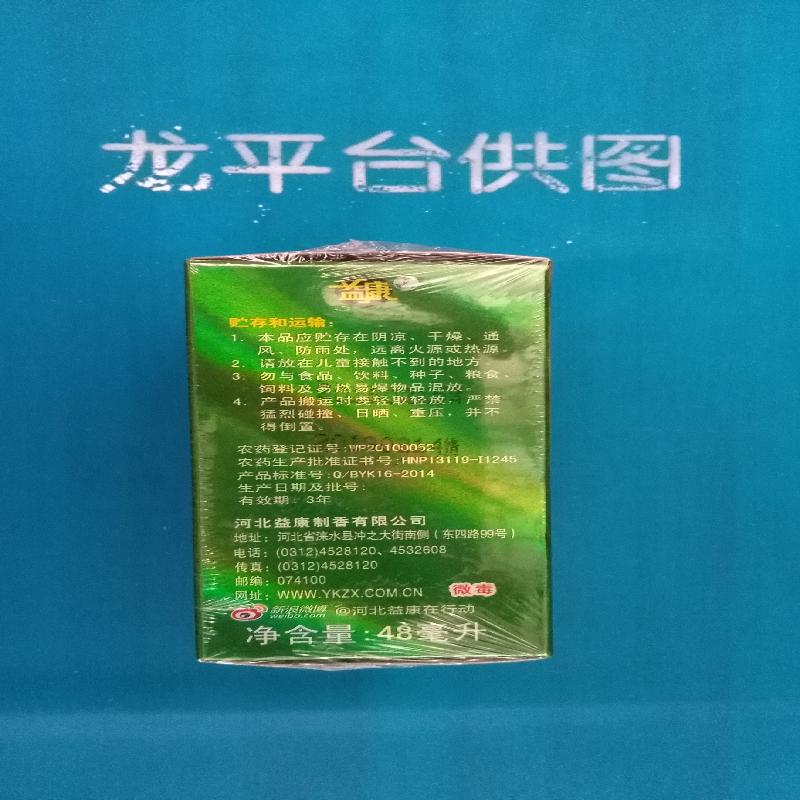 龙平台供图
益康
贮存和运输：
1. 本品应贮存在阴凉、干燥、通
风、防雨处，远离火源或热源。
2. 请放在儿童接触不到的地方。
3. 勿与食品、饮料、种子、粮食、
饲料及易燃易爆物品混放。
4. 产品搬运时类轻取轻放，严禁
猛烈碰撞、日晒、重压，并不
得倒置。
农药登记证号:WP20100052
农药生产批准证书号:HNP13119-I1245
产品标准号:Q/BYK16-2014
生产日期及批号:
有效期: 3年
河北益康制香有限公司
地址: 河北省涞水县冲之大街南侧（东四路99号）
电话: (0312)4528120、4532608
传真: (0312)4528120
邮编: 074100
网址: WWW.YKZX.COM.CN
微毒
新浪微博
weibo.com
@河北益康在行动
净含量:48毫升